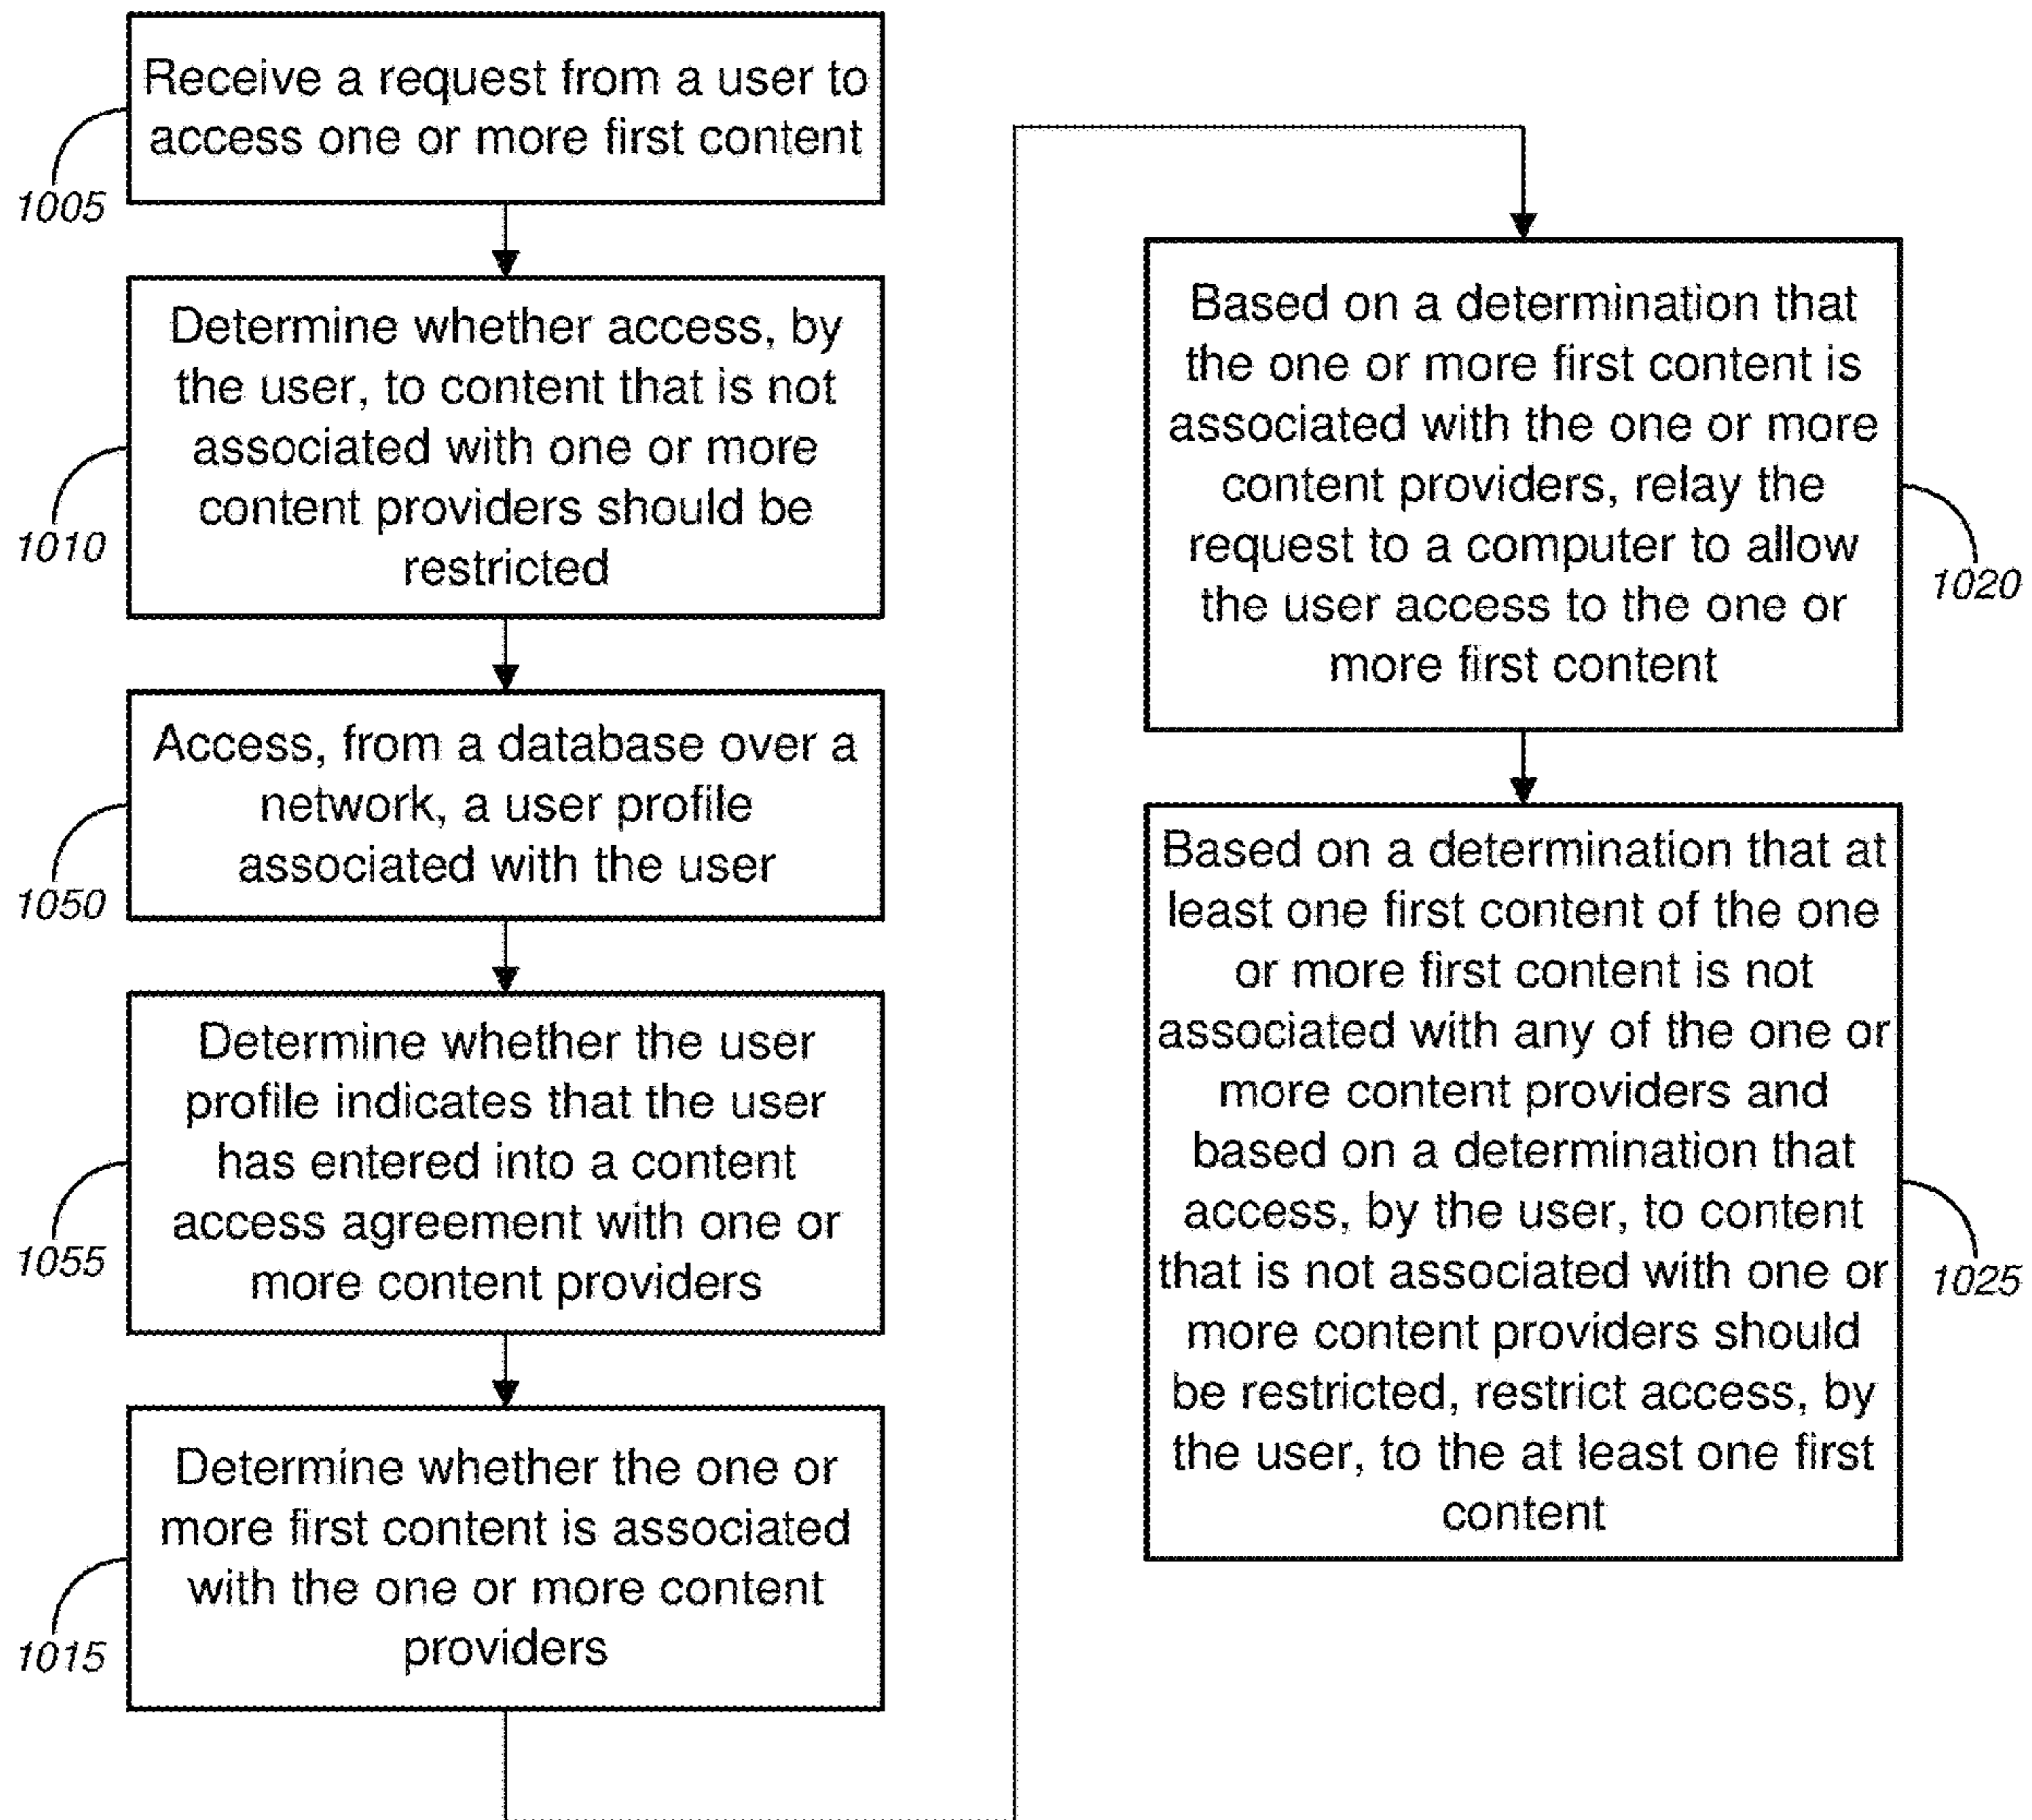 Receive a request from a user to
access one or more first content
1005
Determine whether access, by
the user, to content that is not
associated with one or more
content providers should be
restricted
1010
Access, from a database over a
network, a user profile
associated with the user
1050
Determine whether the user
profile indicates that the user
has entered into a content
access agreement with one or
more content providers
1055
Determine whether the one or
more first content is associated
with the one or more content
providers
1015
Based on a determination that
the one or more first content is
associated with the one or more
content providers, relay the
request to a computer to allow
the user access to the one or
more first content
1020
Based on a determination that at
least one first content of the one
or more first content is not
associated with any of the one or
more content providers and
based on a determination that
access, by the user, to content
that is not associated with one or
more content providers should
be restricted, restrict access, by
the user, to the at least one first
content
1025